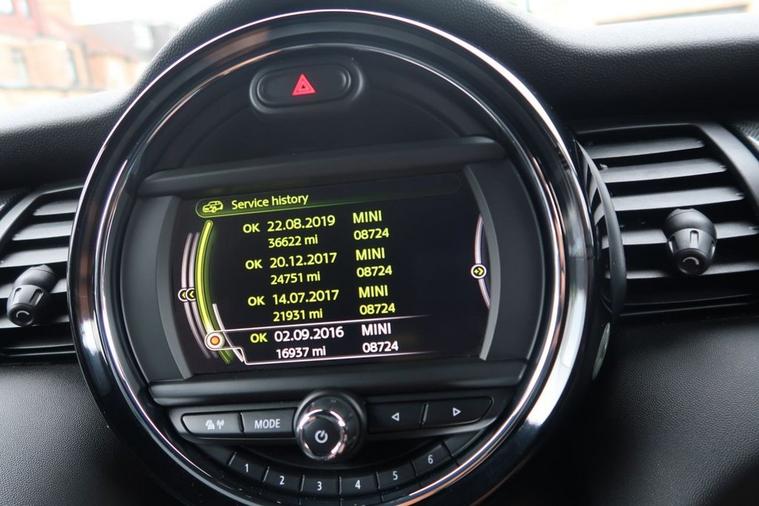 Service history
OK 22.08.2019 MINI
36622 mi 08724
OK 20.12.2017 MINI
24751 mi 08724
OK 14.07.2017 MINI
21931 mi 08724
OK 02.09.2016 MINI
16937 mi 08724
MODE
1 2 3 4 5 6